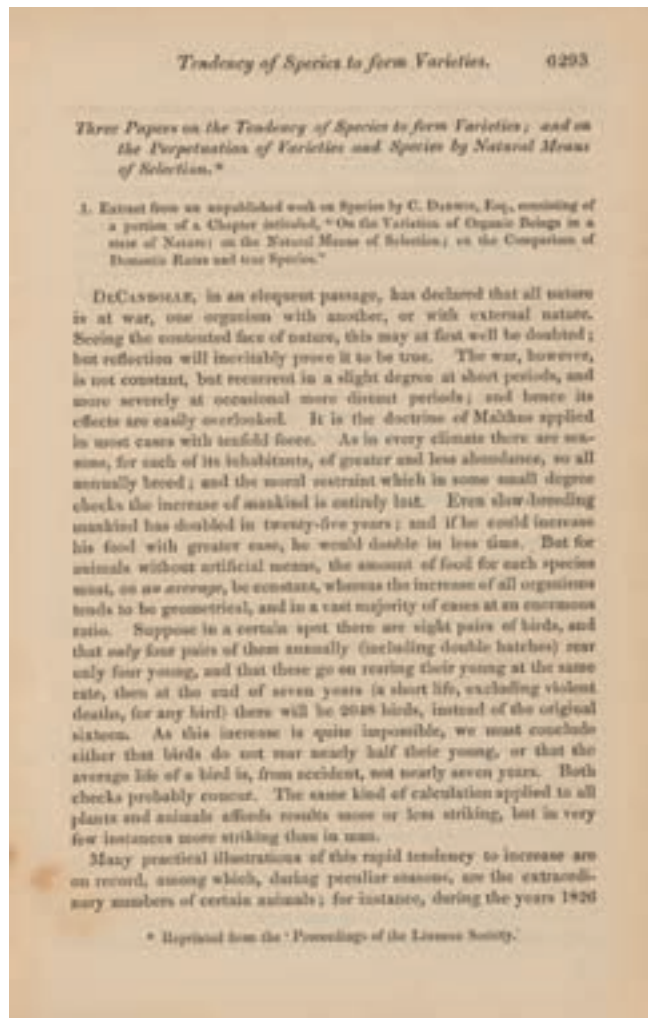 Tendency of Species to form Varieties. 6293
Three Papers on the Tendency of Species to form Varieties; and on
the Perpetuation of Varieties and Species by Natural Means
of Selection.*
1. Extract from an unpublished work on Species by C. Darwin, Esq., consisting of
a portion of a Chapter intituled, "On the Variation of Organic Beings in a
state of Nature; on the Natural Means of Selection; on the Comparison of
Domestic Races and true Species."
DeCandolle, in an eloquent passage, has declared that all nature
is at war, one organism with another, or with external nature.
Seeing the contented face of nature, this may at first well be doubted;
but reflection will inevitably prove it to be true. The war, however,
is not constant, but recurrent in a slight degree at short periods, and
more severely at occasional more distant periods; and hence its
effects are easily overlooked. It is the doctrine of Malthus applied
in most cases with tenfold force. As in every climate there are sea-
sons, for each of its inhabitants, of greater and less abundance, so all
annually breed; and the moral restraint which in some small degree
checks the increase of mankind is entirely lost. Even slow-breeding
mankind has doubled in twenty-five years; and if he could increase
his food with greater ease, he would double in less time. But for
animals without artificial means, the amount of food for each species
must, on an average, be constant, whereas the increase of all organisms
tends to be geometrical, and in a vast majority of cases at an enormous
ratio. Suppose in a certain spot there are eight pairs of birds, and
that only four pairs of them annually (including double hatches) rear
only four young, and that these go on rearing their young at the same
rate, then at the end of seven years (a short life, excluding violent
deaths, for any bird) there will be 2048 birds, instead of the original
sixteen. As this increase is quite impossible, we must conclude
either that birds do not rear nearly half their young, or that the
average life of a bird is, from accident, not nearly seven years. Both
checks probably concur. The same kind of calculation applied to all
plants and animals affords results more or less striking, but in very
few instances more striking than in man.
Many practical illustrations of this rapid tendency to increase are
on record, among which, during peculiar seasons, are the extraordi-
nary numbers of certain animals; for instance, during the years 1826
* Reprinted from the 'Proceedings of the Linnean Society.'